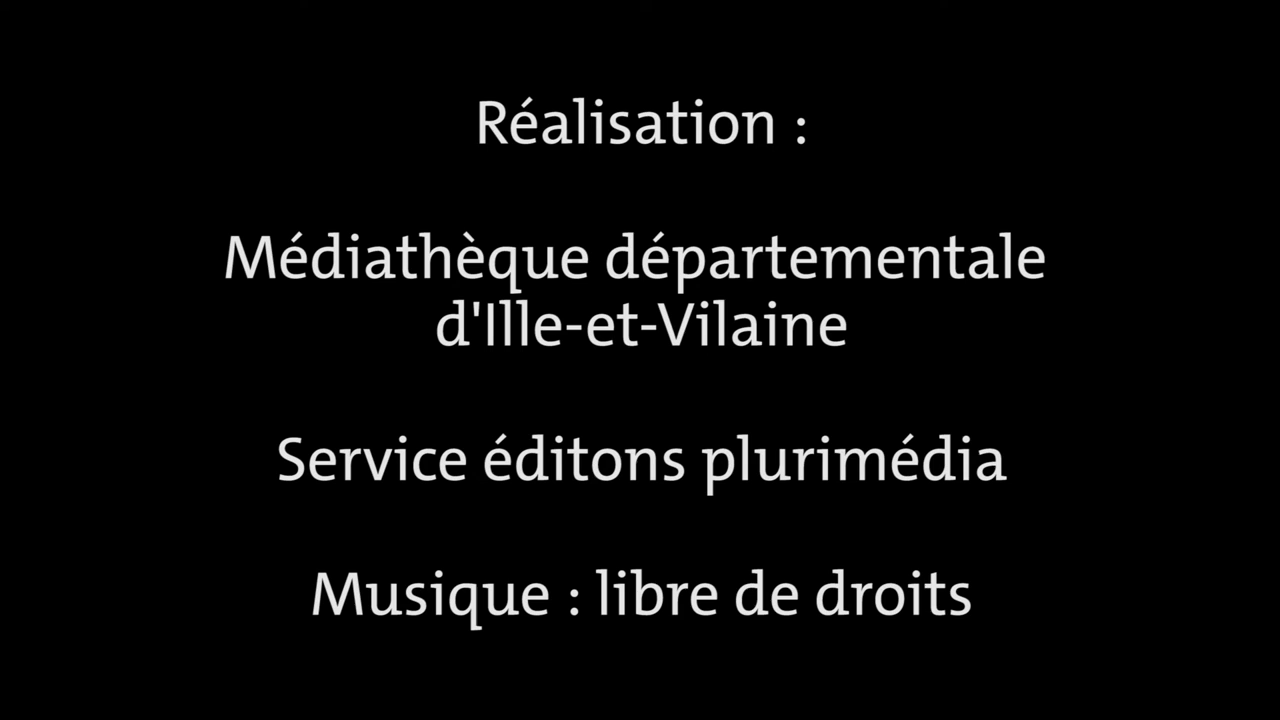 Réalisation :
Médiathèque départementale
d'Ille-et-Vilaine
Service éditons plurimédia
Musique : libre de droits